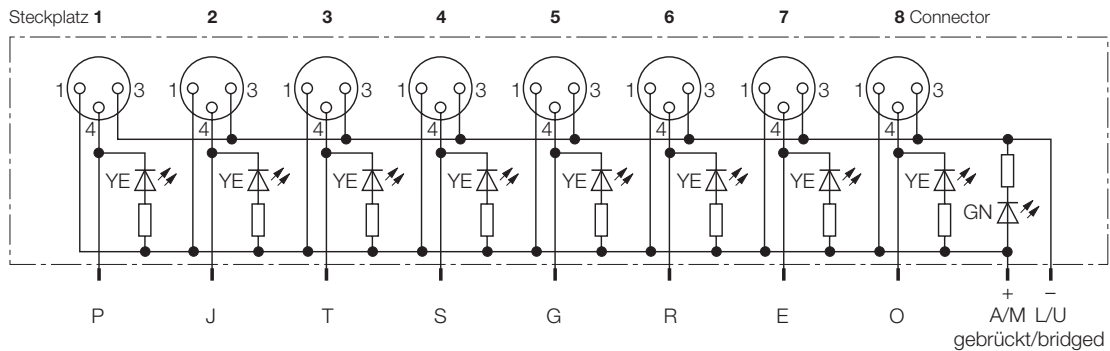 Steckplatz 1 2 3 4 5 6 7 8 Connector
1 3 1 3 1 3 1 3 1 3 1 3 1 3 1 3
4 4 4 4 4 4 4 4
YE YE YE YE YE YE YE YE
GN
+ −
P J T S G R E O A/M L/U
gebrückt/bridged